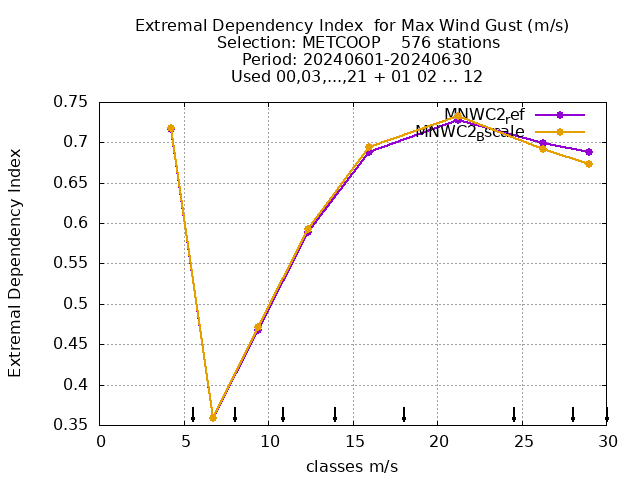 Extremal Dependency Index  for Max Wind Gust (m/s)
Selection: METCOOP    576 stations
Period: 20240601-20240630
Used 00,03,...,21 + 01 02 ... 12
MNWC2ref
MNWC2Bscale
Extremal Dependency Index
0.75
0.7
0.65
0.6
0.55
0.5
0.45
0.4
0.35
0 5 10 15 20 25 30
classes m/s